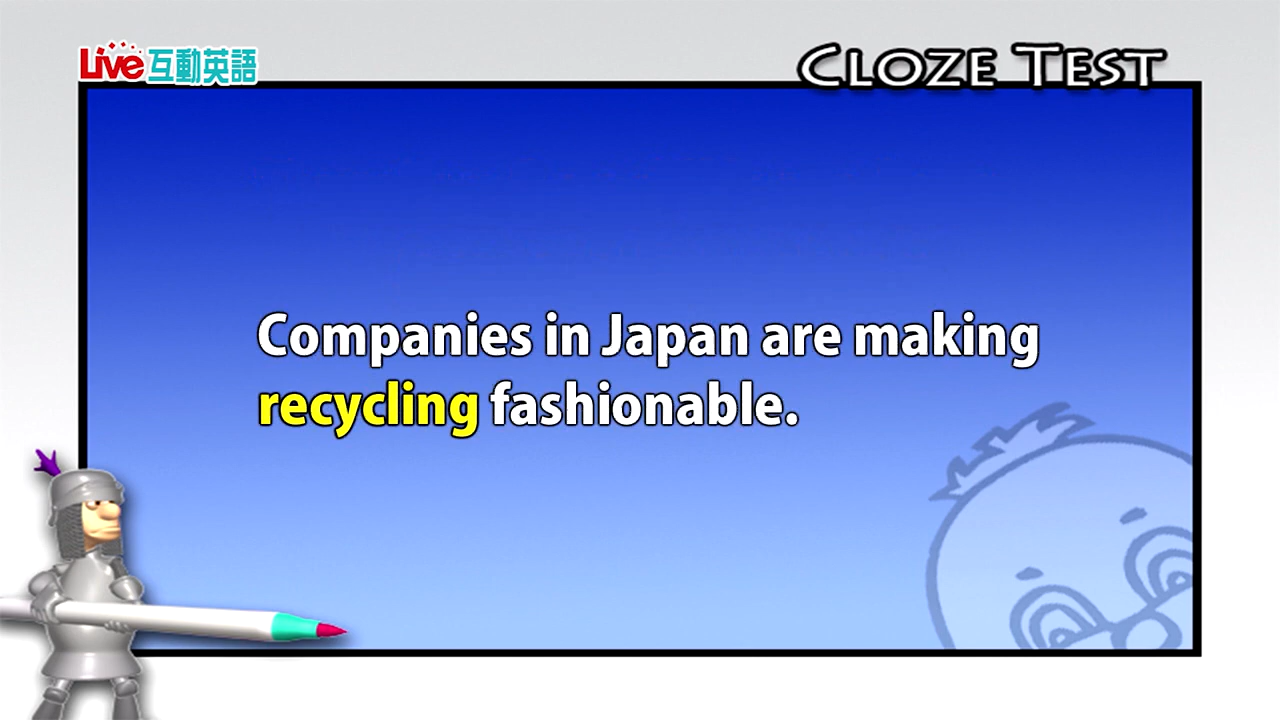 Live互動英語
CLOZE TEST
Companies in Japan are making
recycling fashionable.